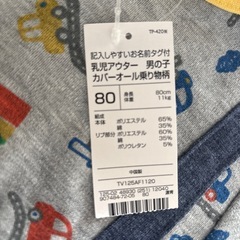 TP-420N
記入しやすいお名前タグ付
乳児アウター 男の子
カバーオール乗り物柄
80 身長 80cm
体重 11kg
組成
本体 ポリエステル 65%
綿 35%
リブ部分 ポリエステル 60%
綿 35%
ポリウレタン 5%
中国製
TV125AF1120